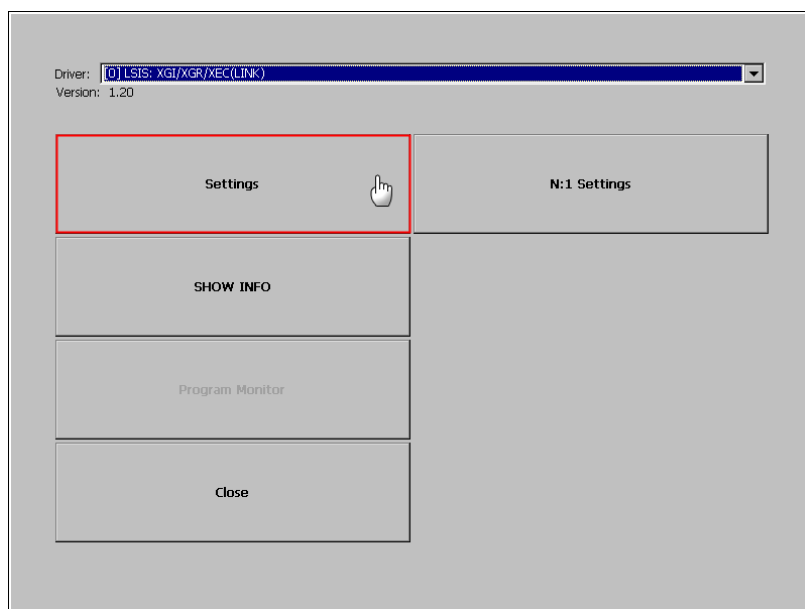 Driver: [0] LSIS: XGI/XGR/XEC(LINK)
Version: 1.20
Settings
N:1 Settings
SHOW INFO
Program Monitor
Close